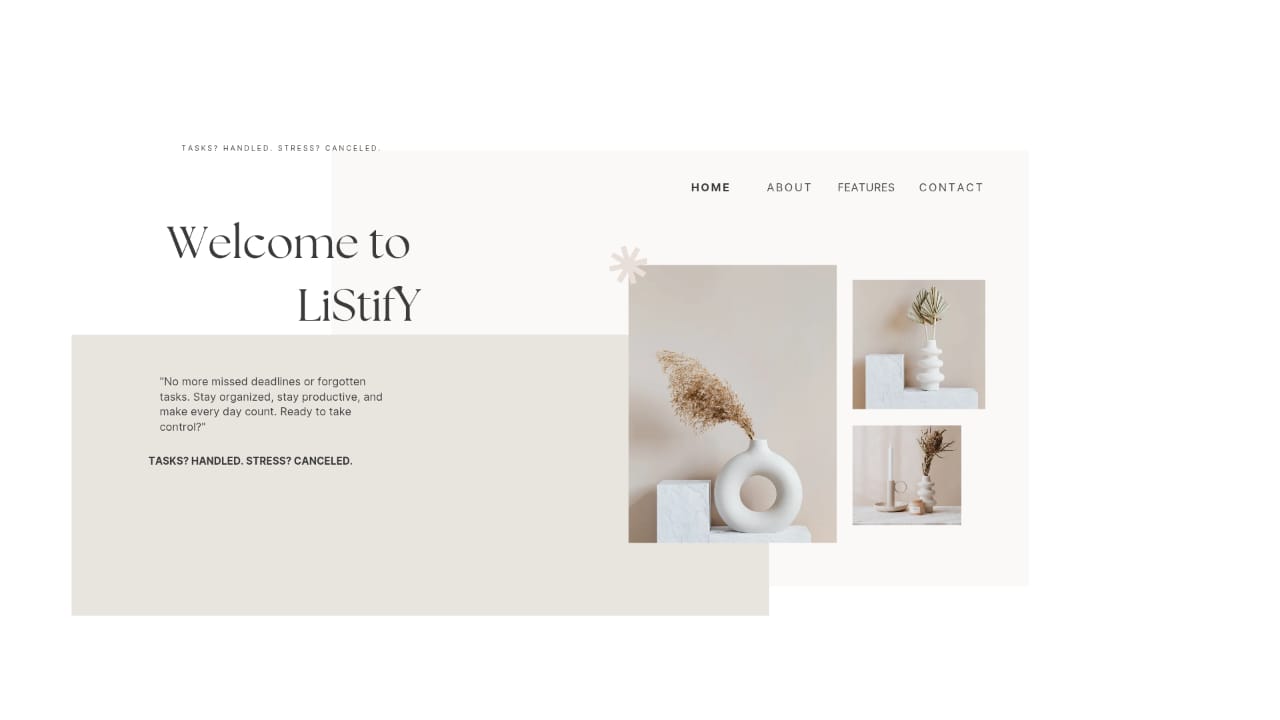 TASKS? HANDLED. STRESS? CANCELED.
HOME ABOUT FEATURES CONTACT
Welcome to
LiStifY
"No more missed deadlines or forgotten
tasks. Stay organized, stay productive, and
make every day count. Ready to take
control?"
TASKS? HANDLED. STRESS? CANCELED.